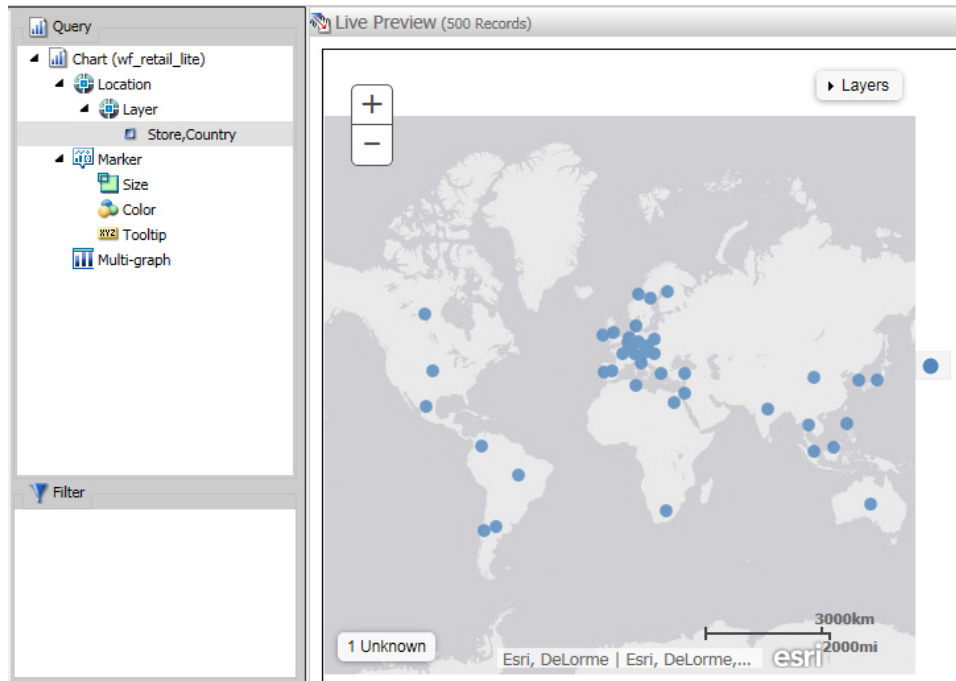 Query
Chart (wf_retail_lite)
Location
Layer
Store,Country
Marker
Size
Color
XYZ Tooltip
Multi-graph
Filter
Live Preview (500 Records)
+
−
Layers
1 Unknown
3000km
2000mi
Esri, DeLorme | Esri, DeLorme,...
esri